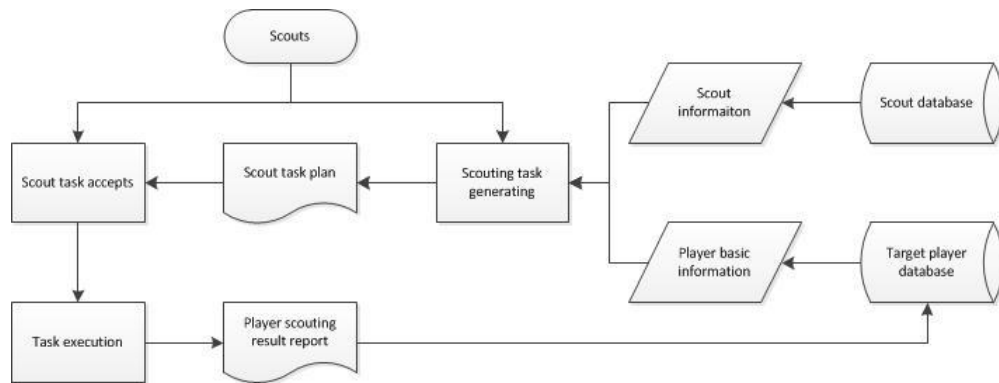 Scouts
Scout
informaiton
Scout database
Scout task accepts
Scout task plan
Scouting task
generating
Player basic
information
Target player
database
Task execution
Player scouting
result report